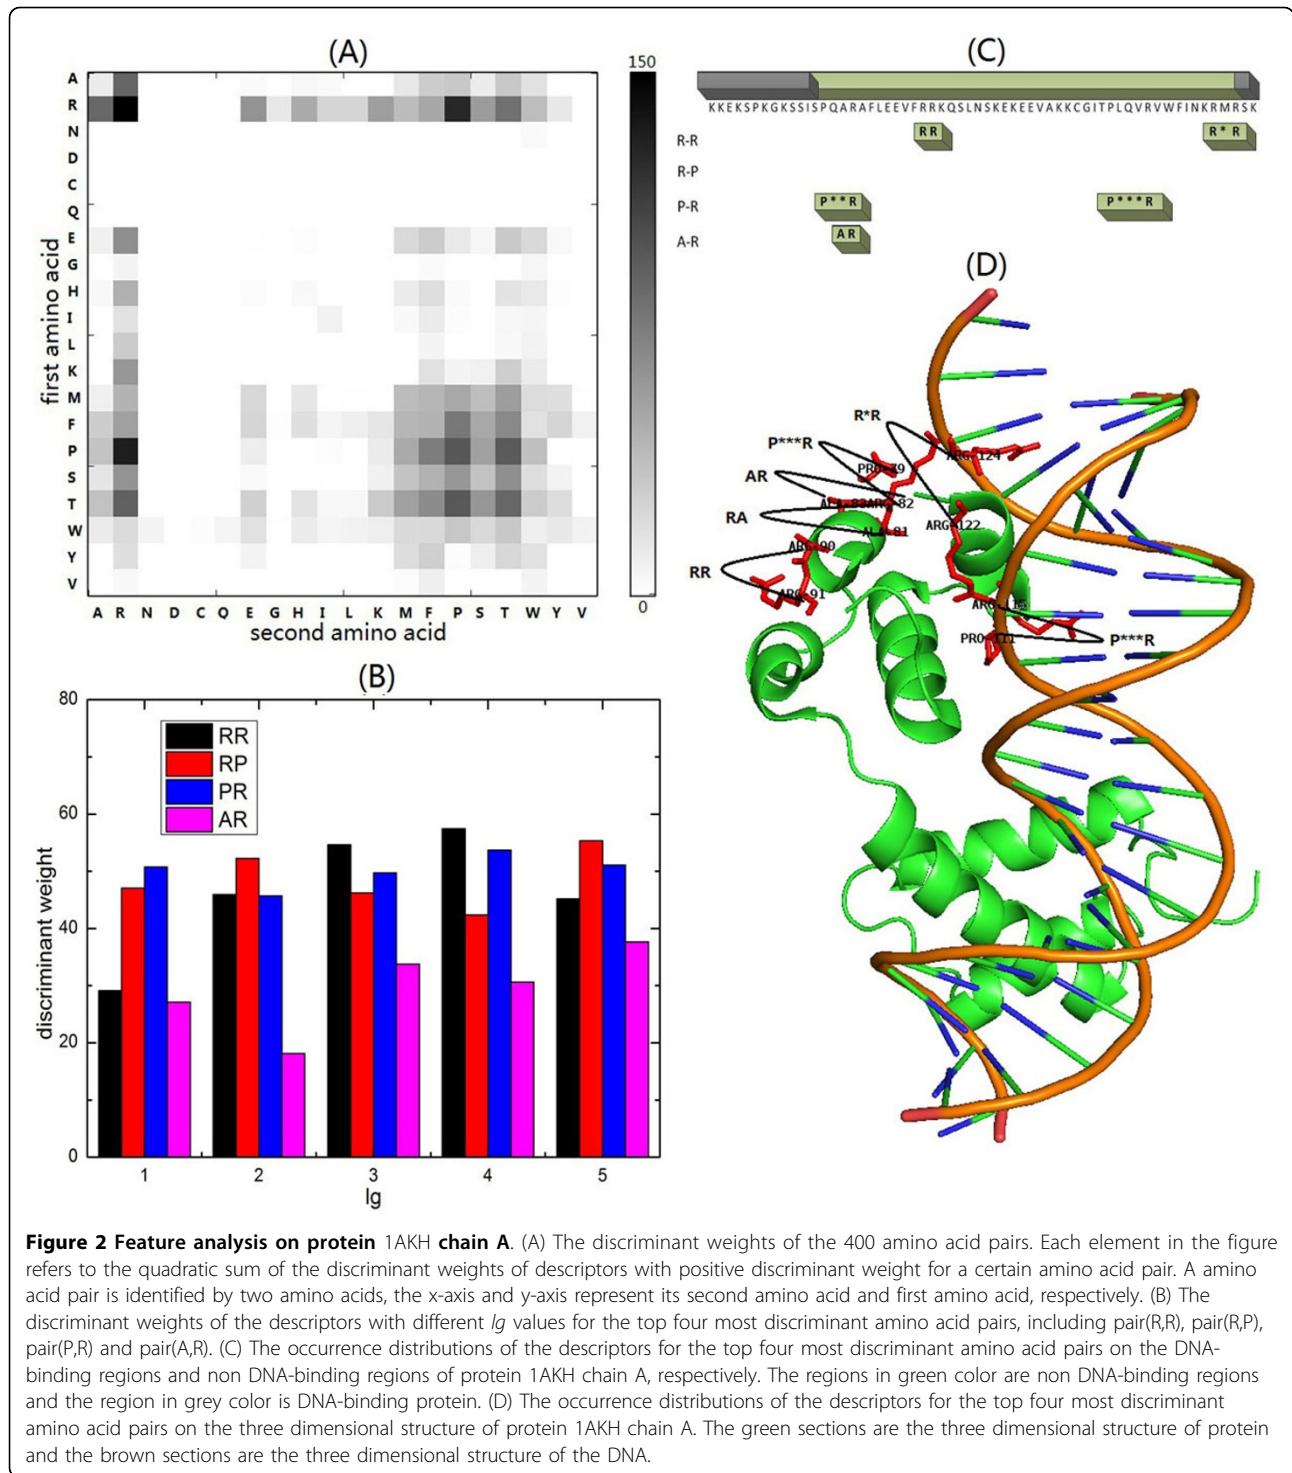 (A)
150
A
R
N
D
C
Q
E
G
H
I
L
K
M
F
P
S
T
W
Y
V
first amino acid
0
A R N D C Q E G H I L K M F P S T W Y V
second amino acid
(B)
80
60
40
20
0
discriminant weight
RR
RP
PR
AR
1 2 3 4 5
lg
(C)
KKEKSPKGKSSISPQARAFLEEVFRRKQSLNSKEKEEVAKKCGITPLQVRVWFINKRMRSK
R-R
RR
R*R
R-P
P-R
P**R
P***R
A-R
AR
(D)
R*R
P***R
ARG-124
PRO-79
AR
ARG-82
RA
ALA-81
ARG-122
ARG-90
RR
ARG-91
PRO-111
P***R
Figure 2 Feature analysis on protein 1AKH chain A. (A) The discriminant weights of the 400 amino acid pairs. Each element in the figure
refers to the quadratic sum of the discriminant weights of descriptors with positive discriminant weight for a certain amino acid pair. A amino
acid pair is identified by two amino acids, the x-axis and y-axis represent its second amino acid and first amino acid, respectively. (B) The
discriminant weights of the descriptors with different lg values for the top four most discriminant amino acid pairs, including pair(R,R), pair(R,P),
pair(P,R) and pair(A,R). (C) The occurrence distributions of the descriptors for the top four most discriminant amino acid pairs on the DNA-
binding regions and non DNA-binding regions of protein 1AKH chain A, respectively. The regions in green color are non DNA-binding regions
and the region in grey color is DNA-binding protein. (D) The occurrence distributions of the descriptors for the top four most discriminant
amino acid pairs on the three dimensional structure of protein 1AKH chain A. The green sections are the three dimensional structure of protein
and the brown sections are the three dimensional structure of the DNA.